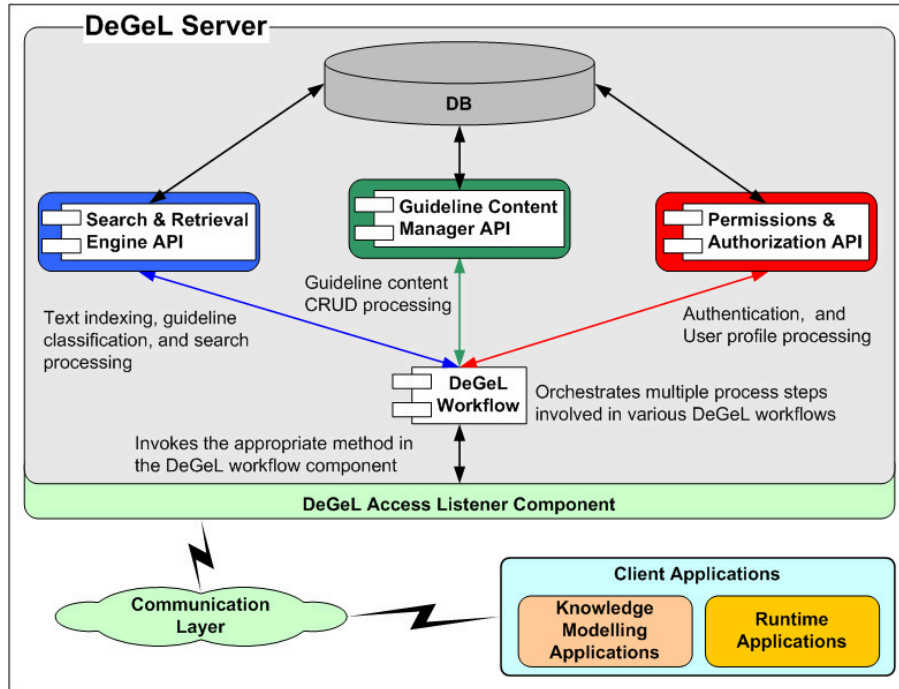 DeGeL Server
DB
Search & Retrieval
Engine API
Guideline Content
Manager API
Permissions &
Authorization API
Text indexing, guideline
classification, and search
processing
Guideline content
CRUD processing
Authentication, and
User profile processing
DeGeL
Workflow
Orchestrates multiple process steps
involved in various DeGeL workflows
Invokes the appropriate method in
the DeGeL workflow component
DeGeL Access Listener Component
Communication
Layer
Client Applications
Knowledge
Modelling
Applications
Runtime
Applications